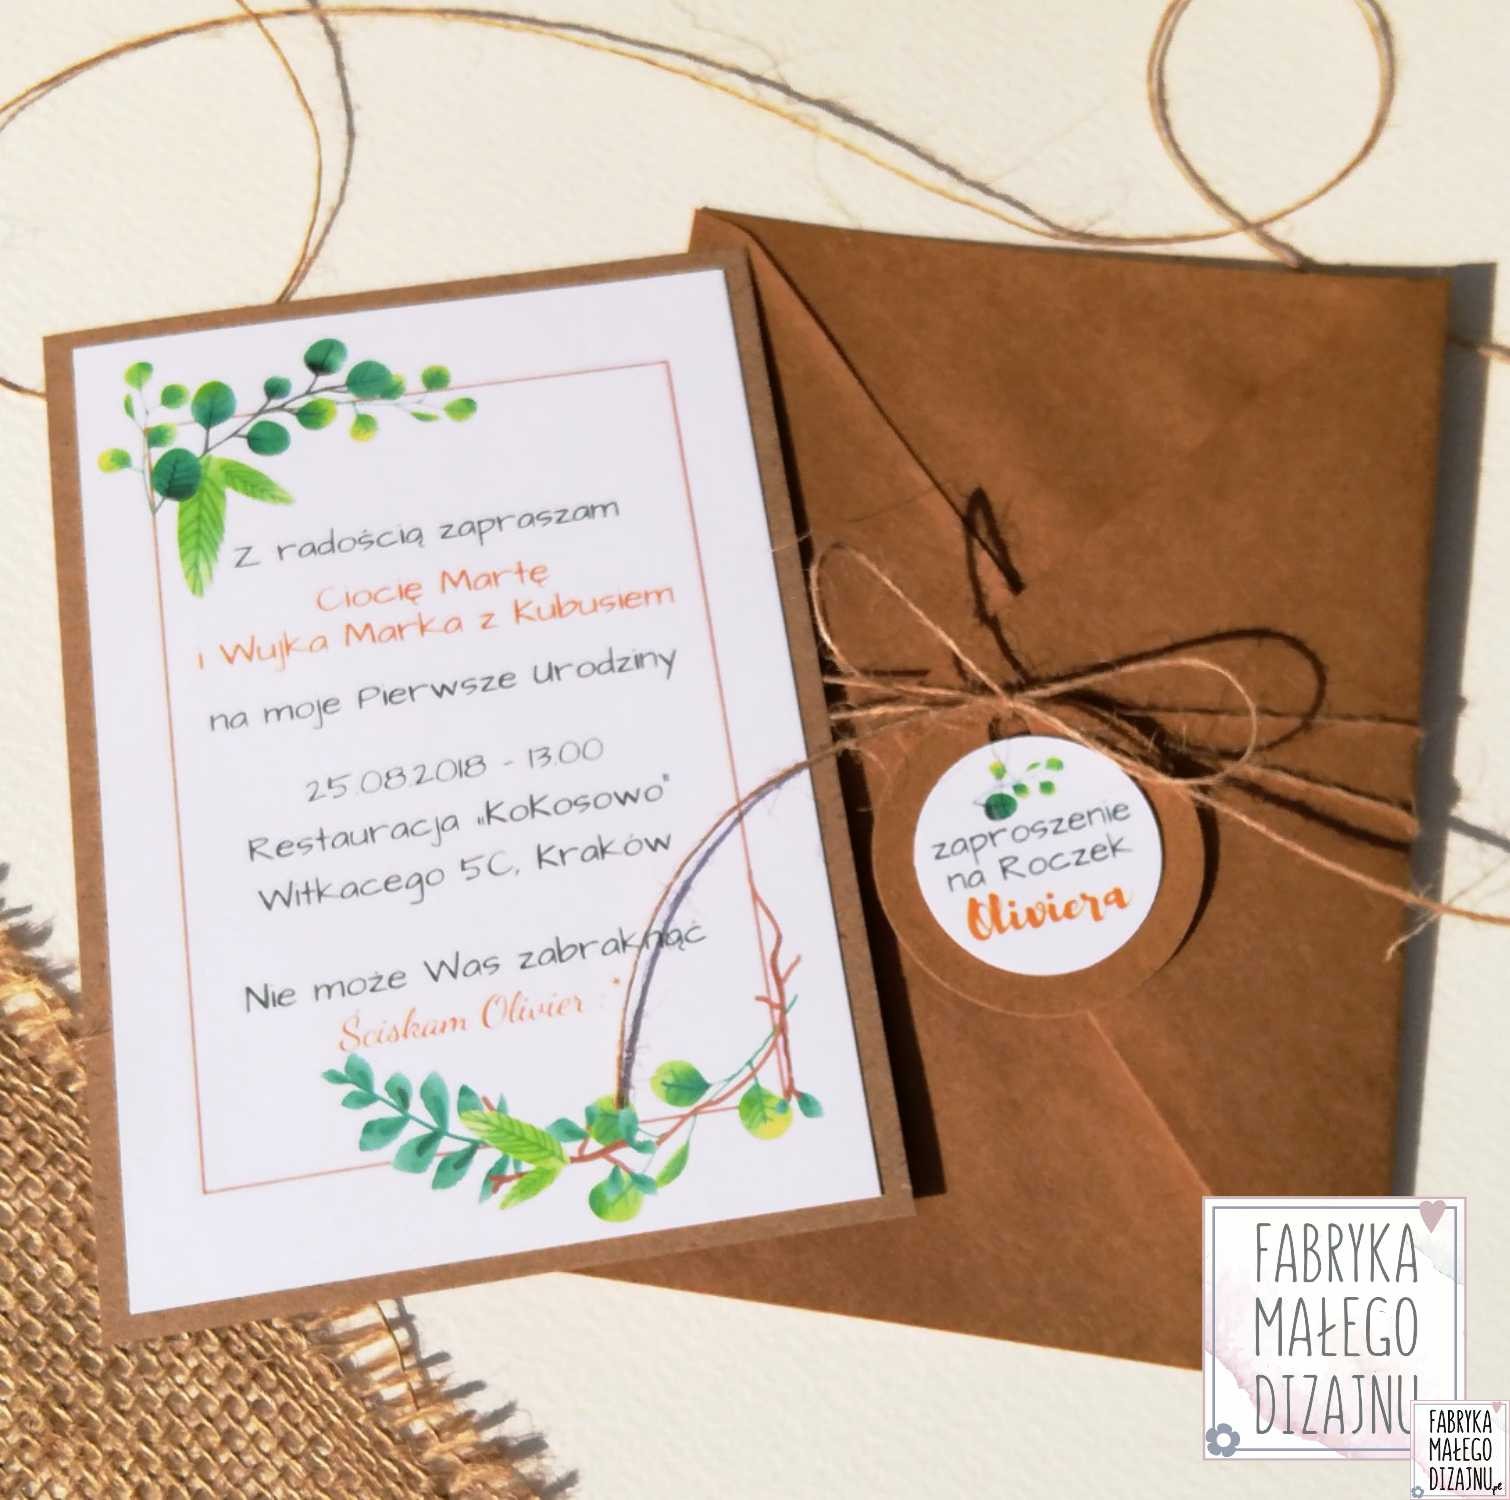 Z radością zapraszam
Ciocię Martę
i Wujka Marka z Kubusiem
na moje Pierwsze Urodziny
25.08.2018 - 13.00
Restauracja „Kokosowo"
Witkacego 5C, Kraków
Nie może Was zabraknąć
Ściskam Olivier :*
zaproszenie
na Roczek
Oliviera
FABRYKA
MAŁEGO
DIZAJNU
FABRYKA
MAŁEGO
DIZAJNU.pl